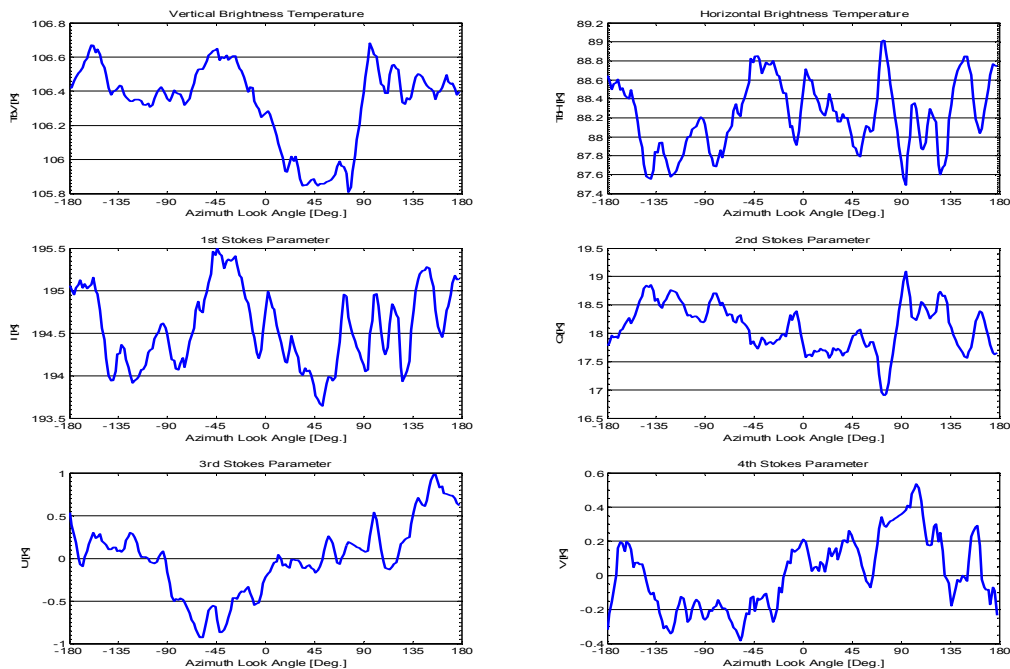 Vertical Brightness Temperature
106.8
106.6
106.4
106.2
106
105.8
TBV[K]
-180 -135 -90 -45 0 45 90 135 180
Azimuth Look Angle [Deg.]
Horizontal Brightness Temperature
89.2
89
88.8
88.6
88.4
88.2
88
87.8
87.6
87.4
TBH[K]
-180 -135 -90 -45 0 45 90 135 180
Azimuth Look Angle [Deg.]
1st Stokes Parameter
195.5
195
194.5
194
193.5
I[K]
-180 -135 -90 -45 0 45 90 135 180
Azimuth Look Angle [Deg.]
2nd Stokes Parameter
19.5
19
18.5
18
17.5
17
16.5
Q[K]
-180 -135 -90 -45 0 45 90 135 180
Azimuth Look Angle [Deg.]
3rd Stokes Parameter
1
0.5
0
-0.5
-1
U[K]
-180 -135 -90 -45 0 45 90 135 180
Azimuth Look Angle [Deg.]
4th Stokes Parameter
0.6
0.4
0.2
0
-0.2
-0.4
V[K]
-180 -135 -90 -45 0 45 90 135 180
Azimuth Look Angle [Deg.]